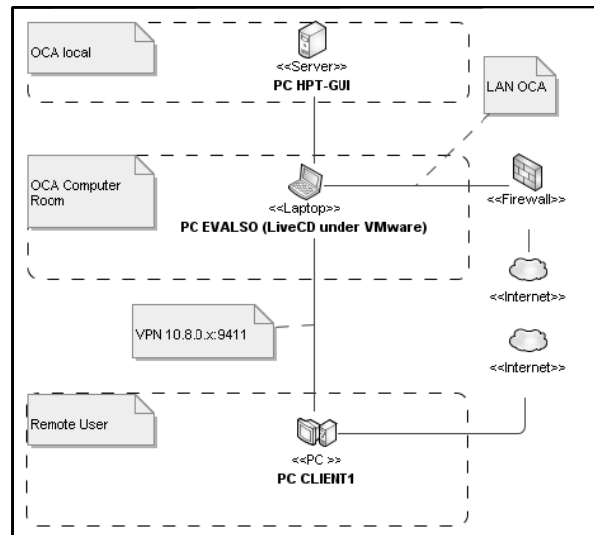 OCA local
<<Server>>
PC HPT-GUI
LAN OCA
OCA Computer
Room
<<Laptop>>
PC EVALSO (LiveCD under VMware)
<<Firewall>>
<<Internet>>
VPN 10.8.0.x:9411
<<Internet>>
Remote User
<<PC >>
PC CLIENT1